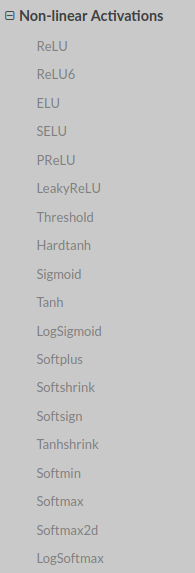 Non-linear Activations
ReLU
ReLU6
ELU
SELU
PReLU
LeakyReLU
Threshold
Hardtanh
Sigmoid
Tanh
LogSigmoid
Softplus
Softshrink
Softsign
Tanhshrink
Softmin
Softmax
Softmax2d
LogSoftmax